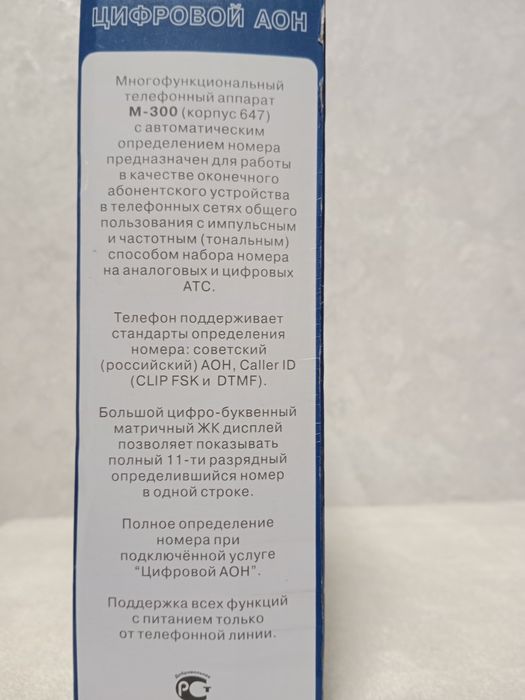 ЦИФРОВОЙ АОН
Многофункциональный
телефонный аппарат
М-300 (корпус 647)
с автоматическим
определением номера
предназначен для работы
в качестве оконечного
абонентского устройства
в телефонных сетях общего
пользования с импульсным
и частотным (тональным)
способом набора номера
на аналоговых и цифровых
АТС.
Телефон поддерживает
стандарты определения
номера: советский
(российский) АОН, Caller ID
(CLIP FSK и DTMF).
Большой цифро-буквенный
матричный ЖК дисплей
позволяет показывать
полный 11-ти разрядный
определившийся номер
в одной строке.
Полное определение
номера при
подключённой услуге
“Цифровой АОН”.
Поддержка всех функций
с питанием только
от телефонной линии.
Добровольная
РСТ